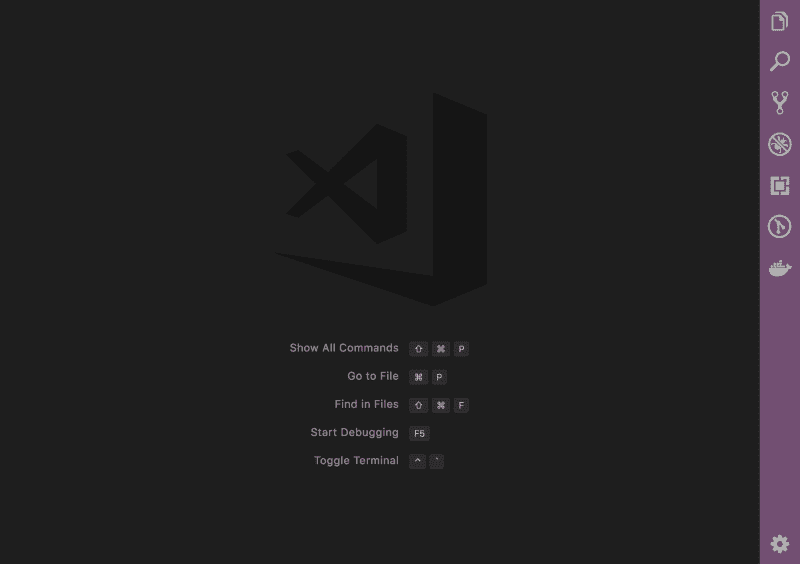 Show All Commands ⇧ ⌘ P
Go to File ⌘ P
Find in Files ⇧ ⌘ F
Start Debugging F5
Toggle Terminal ^ `